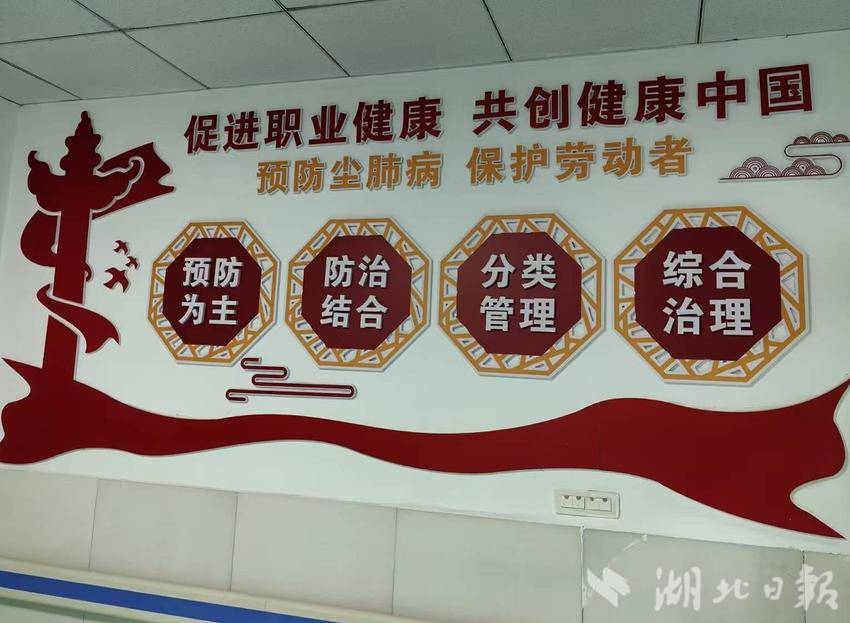 促进职业健康 共创健康中国
预防尘肺病 保护劳动者
预防
为主
防治
结合
分类
管理
综合
治理
湖北日报